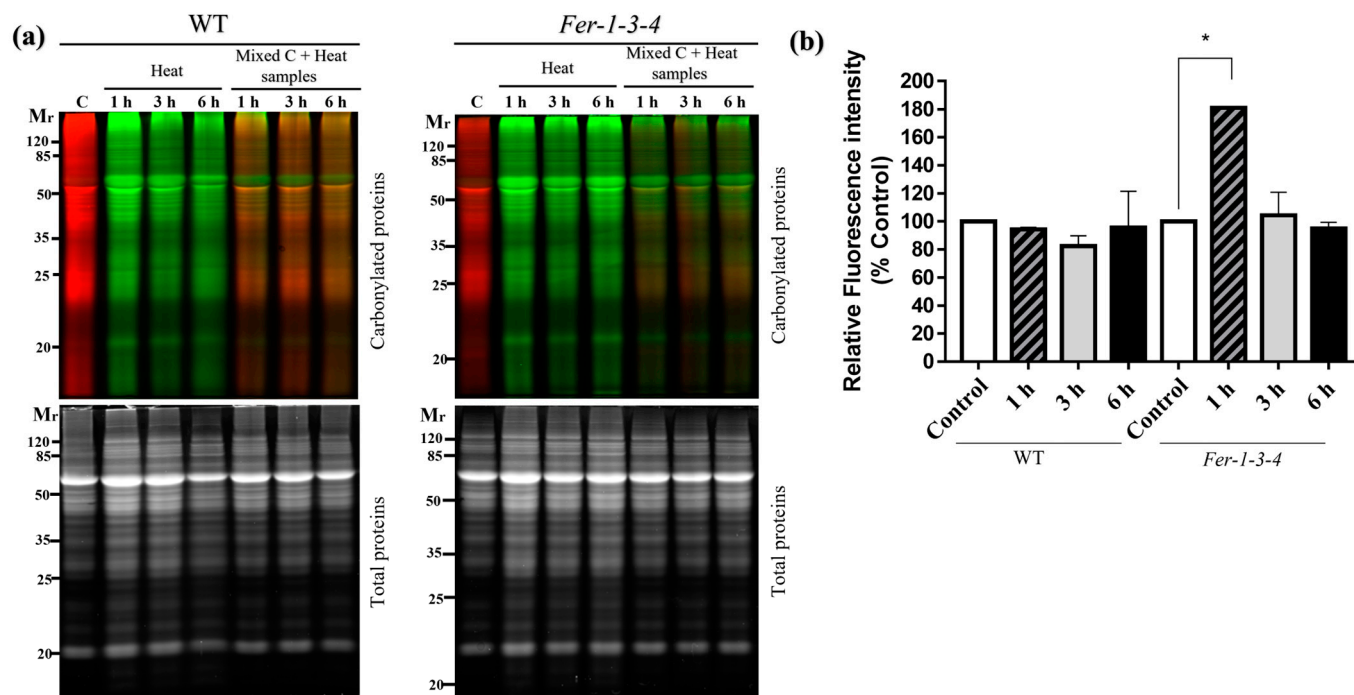 (a)
WT
Heat
Mixed C + Heat
samples
C 1 h 3 h 6 h 1 h 3 h 6 h
Mr
120
85
50
35
25
20
Carbonylated proteins
Mr
120
85
50
35
25
20
Total proteins
Fer-1-3-4
Heat
Mixed C + Heat
samples
C 1 h 3 h 6 h 1 h 3 h 6 h
Mr
120
85
50
35
25
20
Carbonylated proteins
Mr
120
85
50
35
25
20
Total proteins
(b)
*
Relative Fluorescence intensity
(% Control)
200
180
160
140
120
100
80
60
40
20
0
Control 1 h 3 h 6 h Control 1 h 3 h 6 h
WT Fer-1-3-4